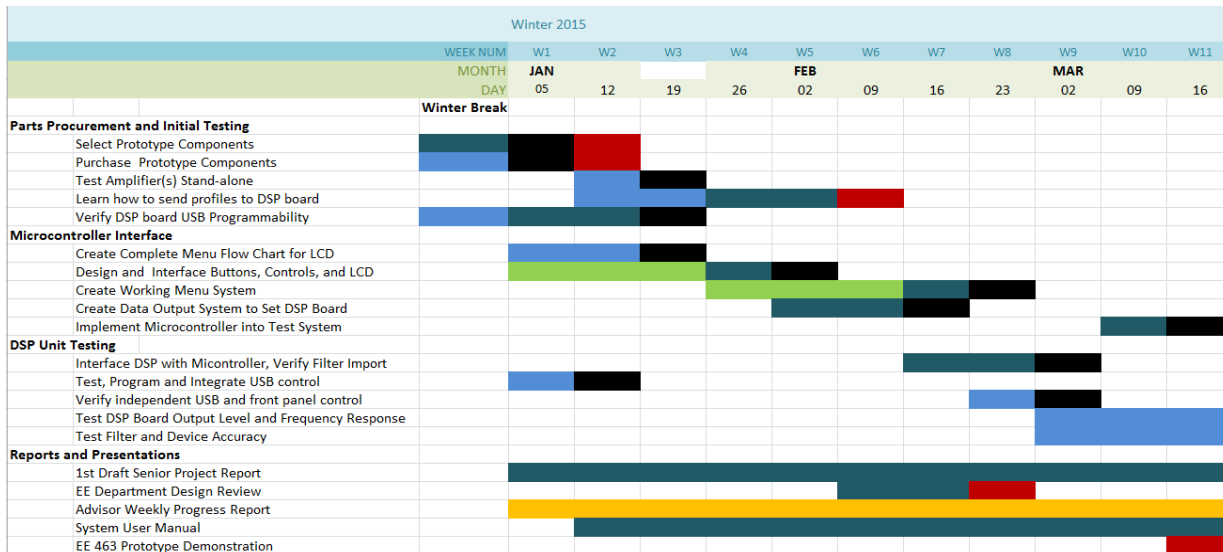 Winter 2015
WEEK NUM W1 W2 W3 W4 W5 W6 W7 W8 W9 W10 W11
MONTH JAN FEB MAR
DAY 05 12 19 26 02 09 16 23 02 09 16
Winter Break
Parts Procurement and Initial Testing
Select Prototype Components
Purchase Prototype Components
Test Amplifier(s) Stand-alone
Learn how to send profiles to DSP board
Verify DSP board USB Programmability
Microcontroller Interface
Create Complete Menu Flow Chart for LCD
Design and Interface Buttons, Controls, and LCD
Create Working Menu System
Create Data Output System to Set DSP Board
Implement Microcontroller into Test System
DSP Unit Testing
Interface DSP with Micontroller, Verify Filter Import
Test, Program and Integrate USB control
Verify independent USB and front panel control
Test DSP Board Output Level and Frequency Response
Test Filter and Device Accuracy
Reports and Presentations
1st Draft Senior Project Report
EE Department Design Review
Advisor Weekly Progress Report
System User Manual
EE 463 Prototype Demonstration